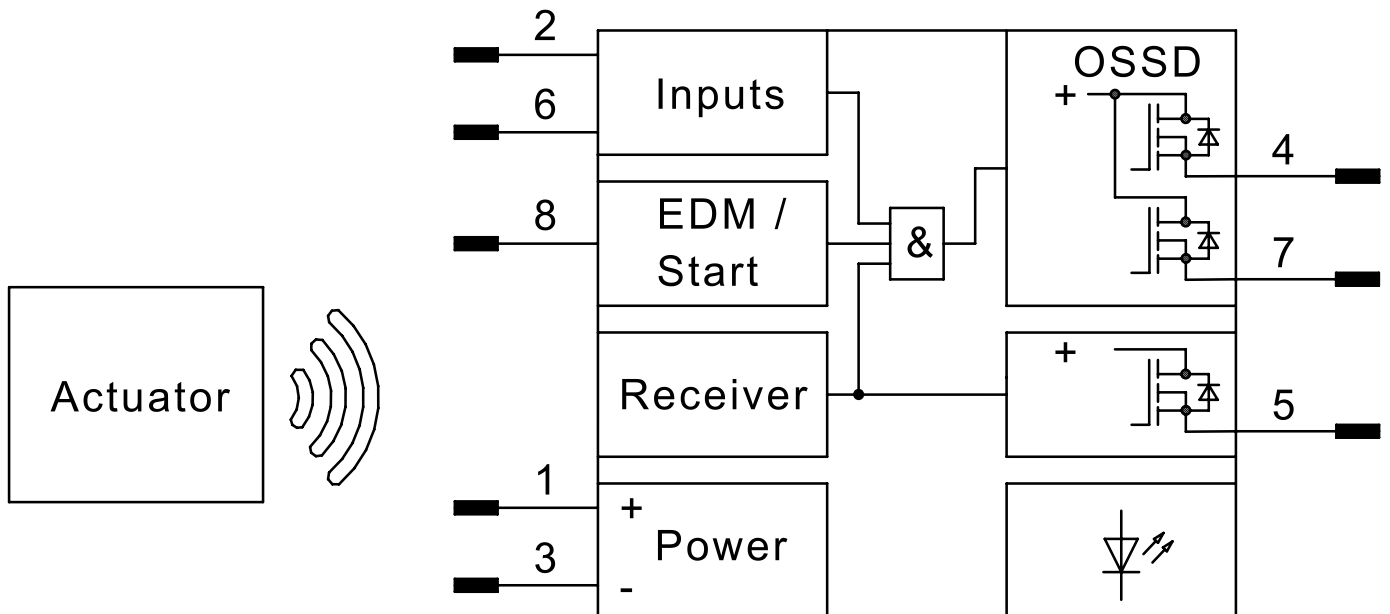 2
Inputs
6
8
EDM /
Start
&
OSSD
+
4
7
Actuator
Receiver
+
5
1
+
Power
3
-